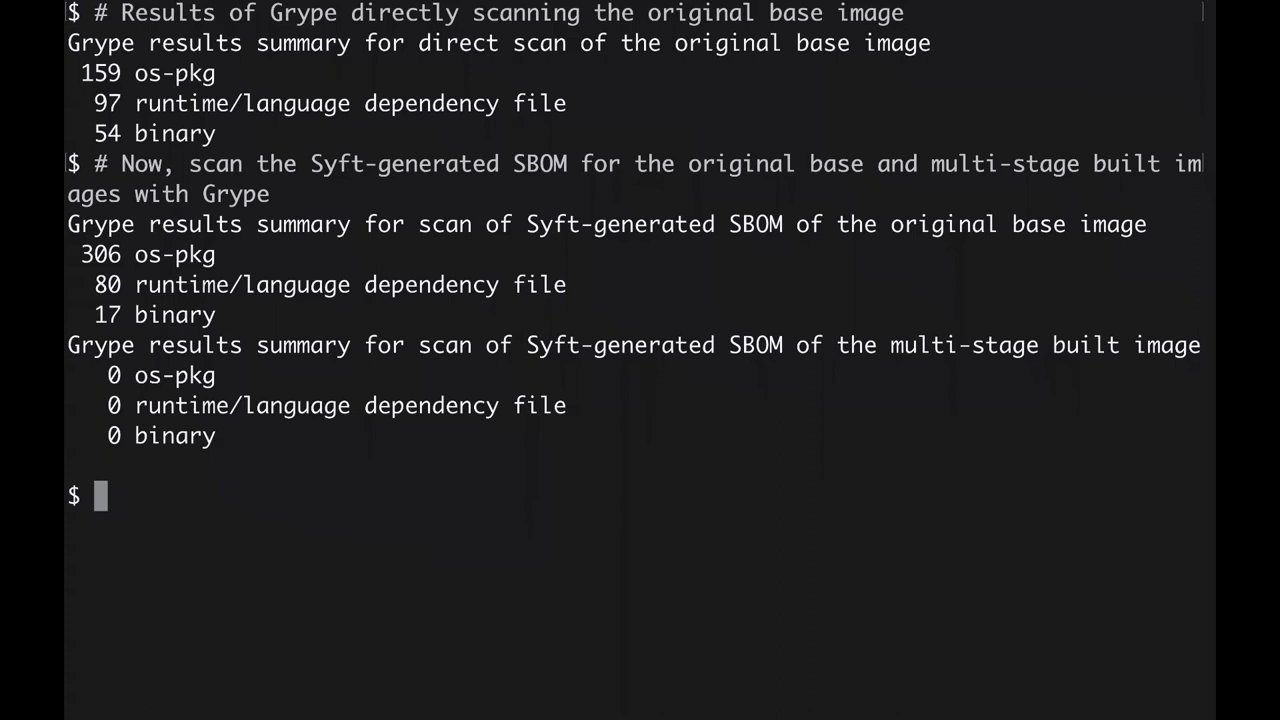 $ # Results of Grype directly scanning the original base image
Grype results summary for direct scan of the original base image
159 os-pkg
97 runtime/language dependency file
54 binary
$ # Now, scan the Syft-generated SBOM for the original base and multi-stage built im
ages with Grype
Grype results summary for scan of Syft-generated SBOM of the original base image
306 os-pkg
80 runtime/language dependency file
17 binary
Grype results summary for scan of Syft-generated SBOM of the multi-stage built image
0 os-pkg
0 runtime/language dependency file
0 binary
$